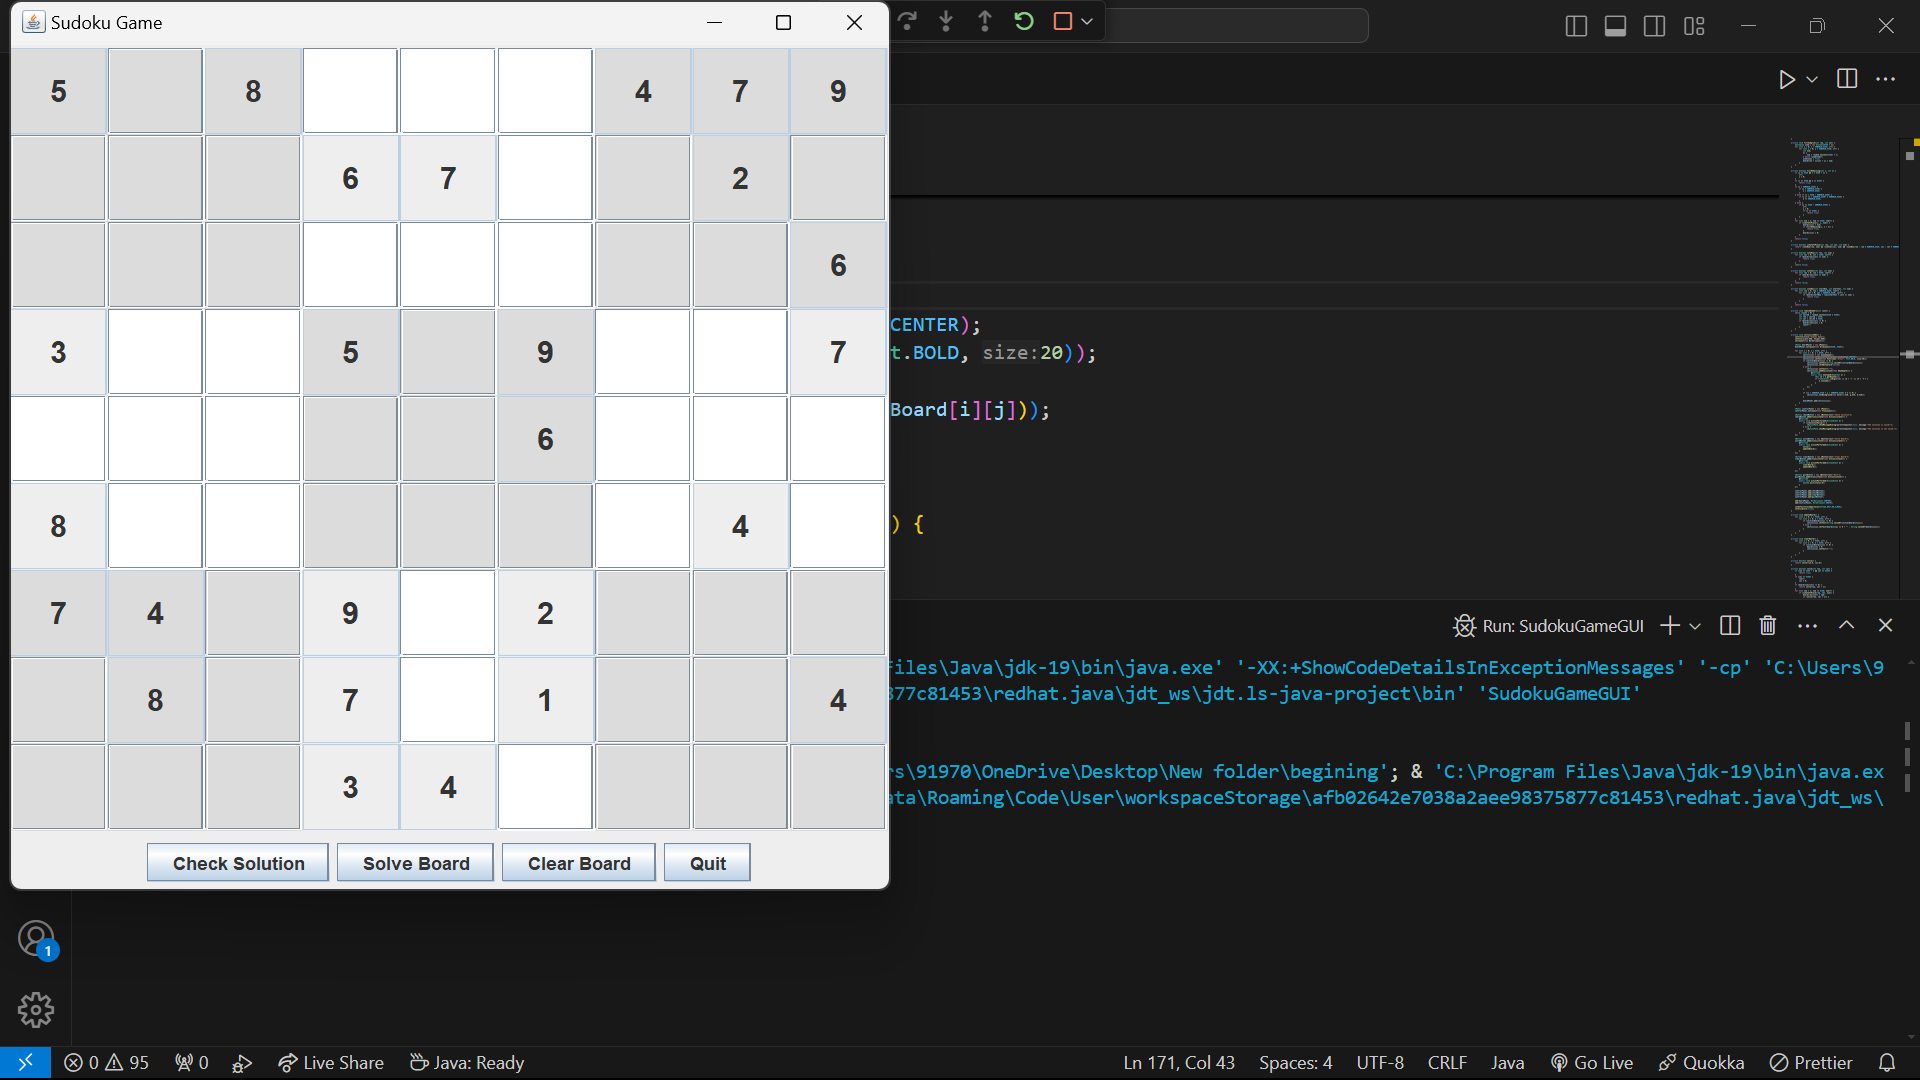 Sudoku Game
5 8 4 7 9
6 7 2
6
3 5 9 7
6
8 4
7 4 9 2
8 7 1 4
3 4
Check Solution Solve Board Clear Board Quit
CENTER);
t.BOLD, size:20));
Board[i][j]));
) {
Run: SudokuGameGUI
iles\Java\jdk-19\bin\java.exe' '-XX:+ShowCodeDetailsInExceptionMessages' '-cp' 'C:\Users\9
377c81453\redhat.java\jdt_ws\jdt.ls-java-project\bin' 'SudokuGameGUI'
rs\91970\OneDrive\Desktop\New folder\begining'; & 'C:\Program Files\Java\jdk-19\bin\java.ex
ata\Roaming\Code\User\workspaceStorage\afb02642e7038a2aee98375877c81453\redhat.java\jdt_ws\
1
0 95 0 Live Share Java: Ready Ln 171, Col 43 Spaces: 4 UTF-8 CRLF Java Go Live Quokka Prettier